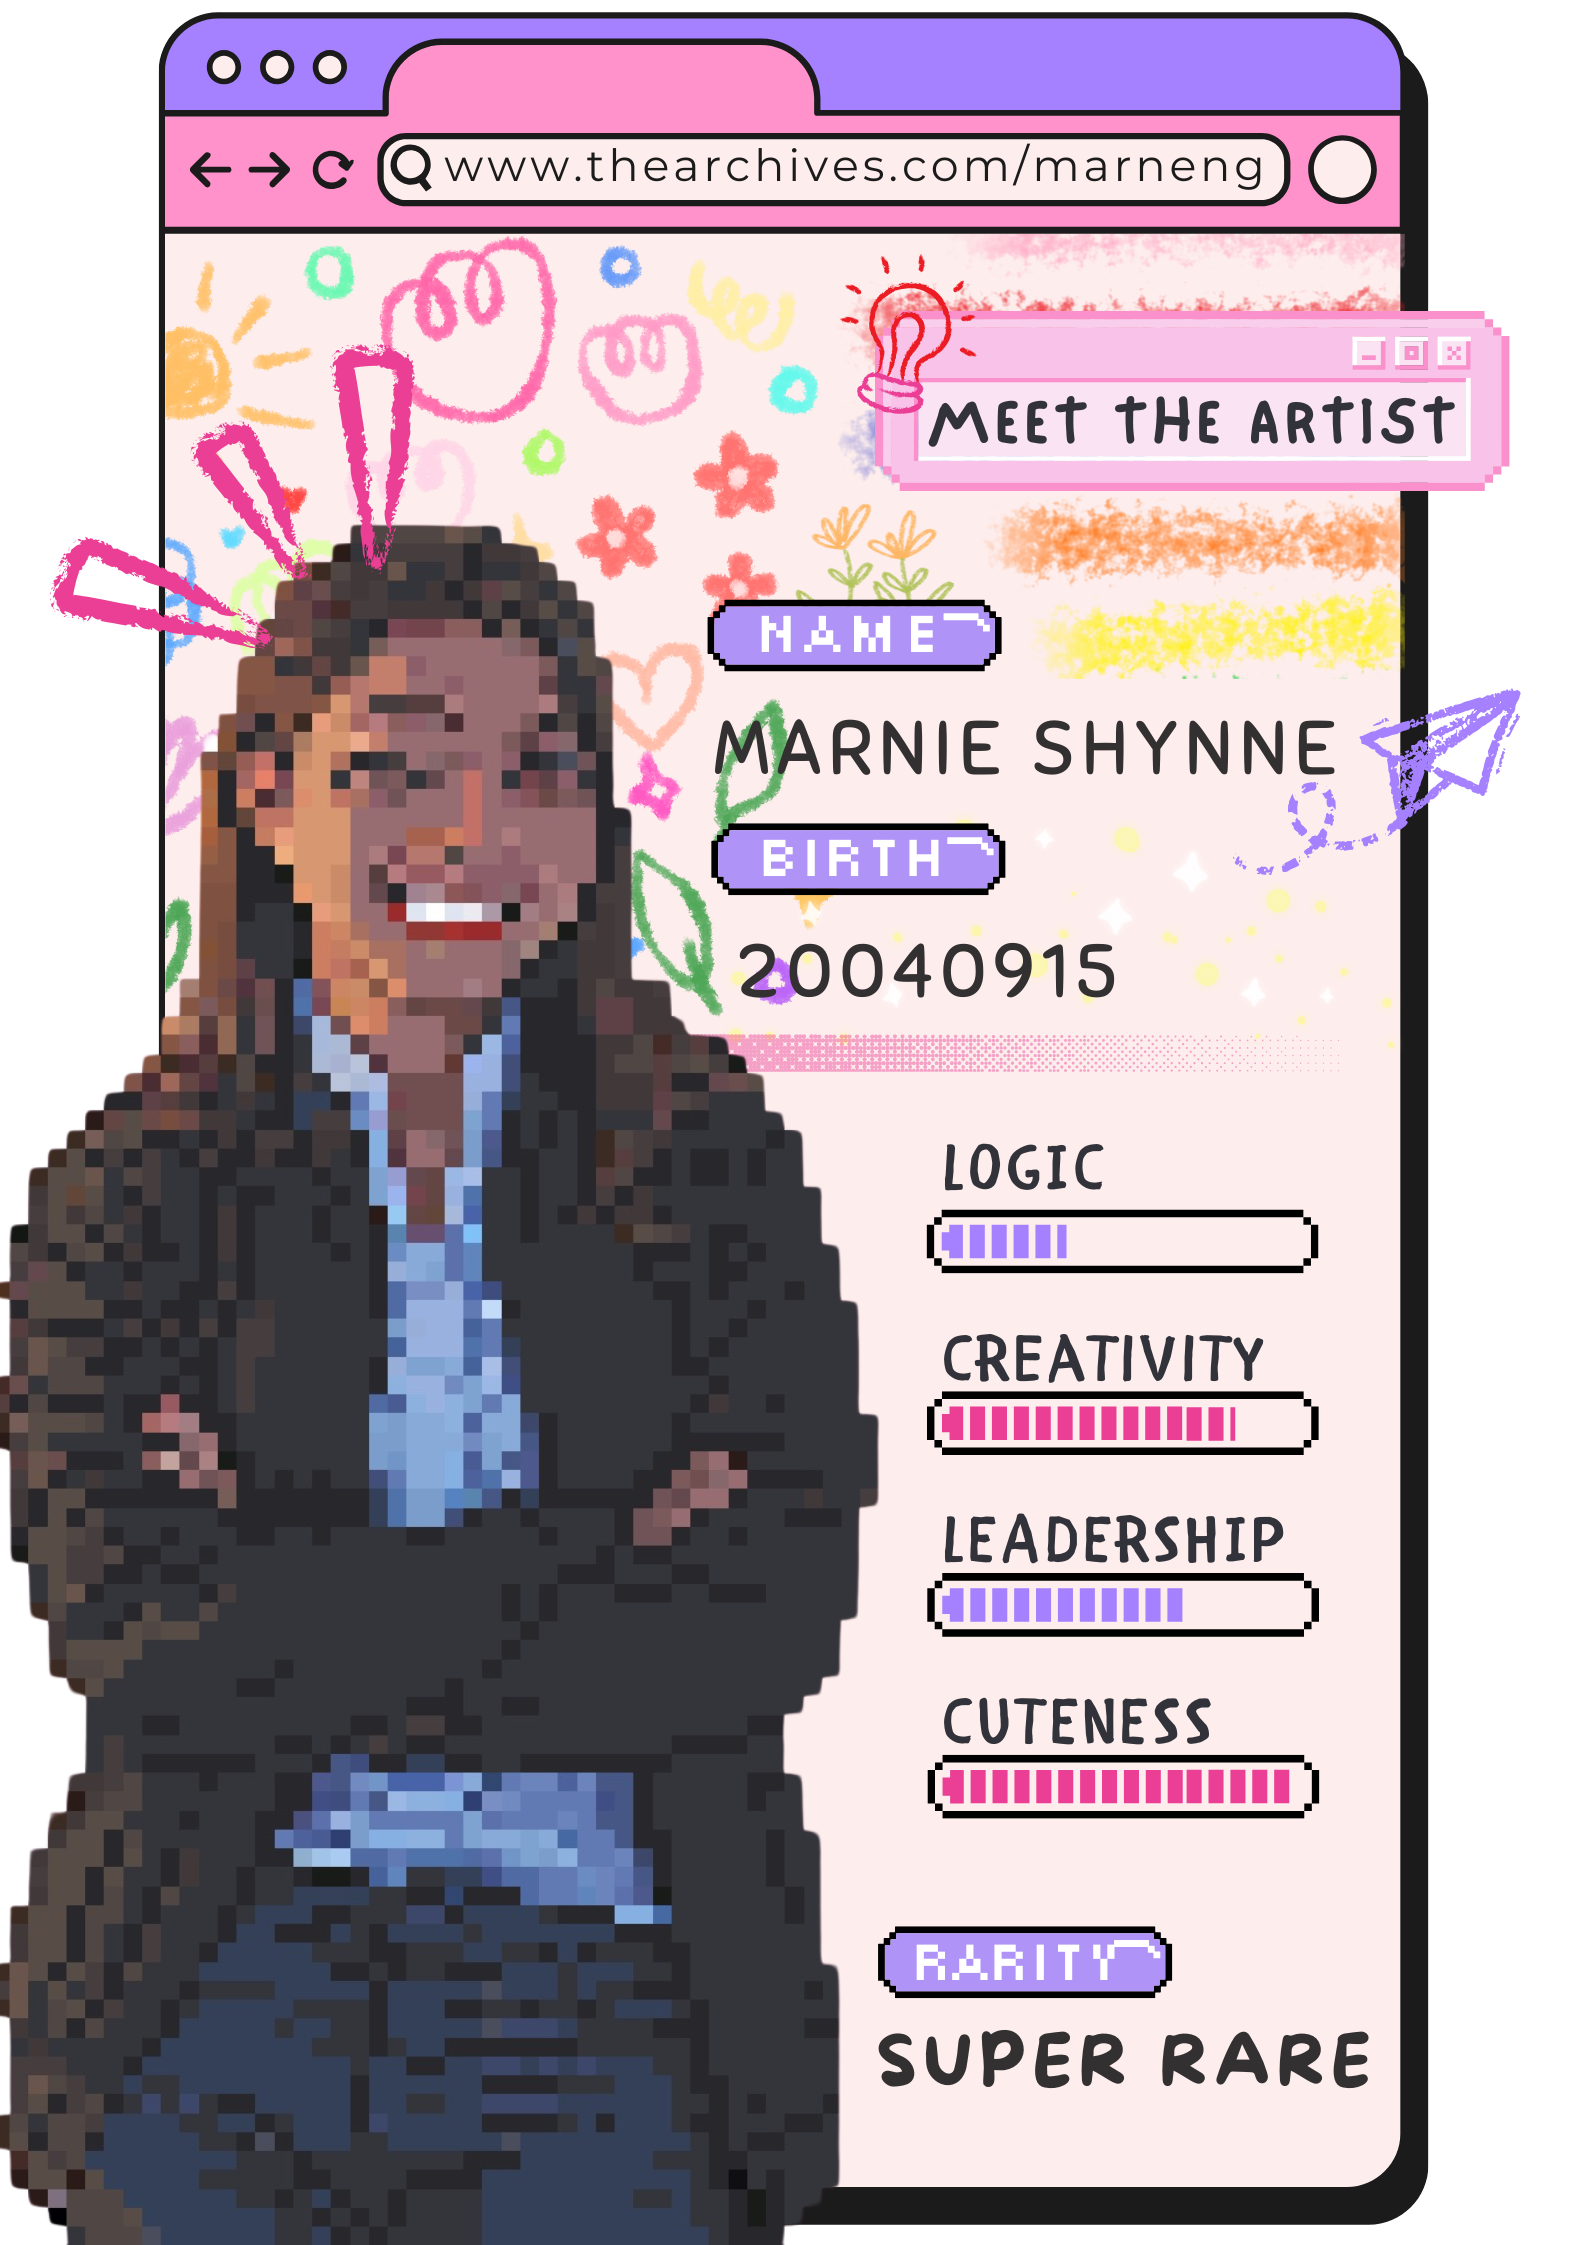 www.thearchives.com/marneng
MEET THE ARTIST
NAME
MARNIE SHYNNE
BIRTH
20040915
LOGIC
CREATIVITY
LEADERSHIP
CUTENESS
RARITY
SUPER RARE